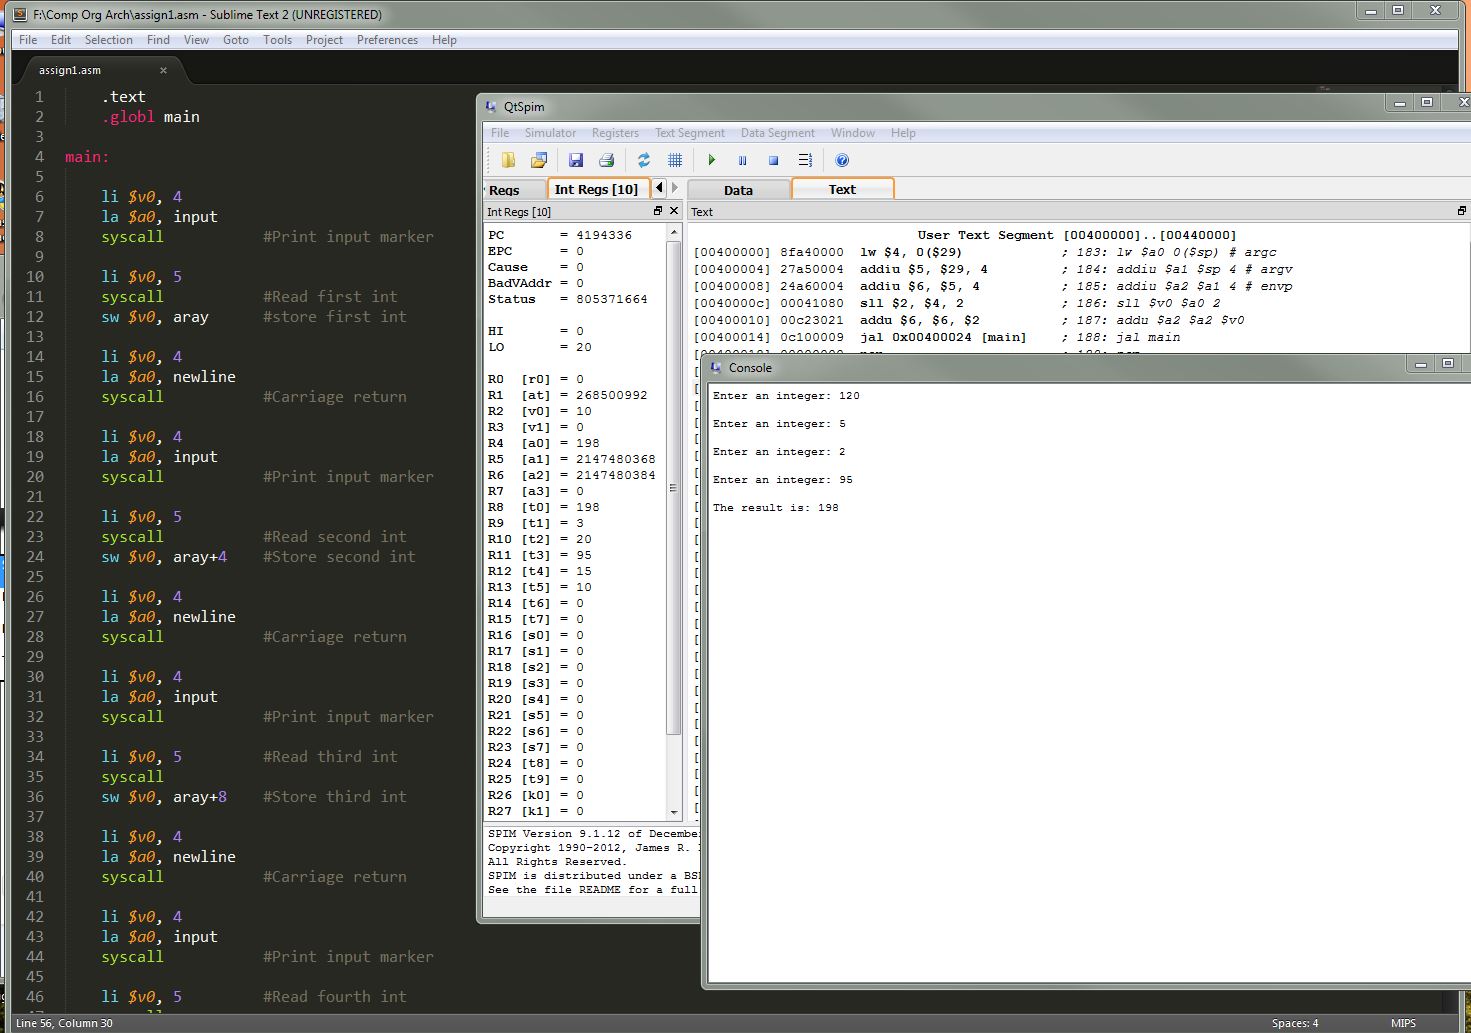 F:\Comp Org Arch\assign1.asm - Sublime Text 2 (UNREGISTERED)
File Edit Selection Find View Goto Tools Project Preferences Help
assign1.asm ×
1 .text
2 .globl main
3
4 main:
5
6 li $v0, 4
7 la $a0, input
8 syscall #Print input marker
9
10 li $v0, 5
11 syscall #Read first int
12 sw $v0, aray #store first int
13
14 li $v0, 4
15 la $a0, newline
16 syscall #Carriage return
17
18 li $v0, 4
19 la $a0, input
20 syscall #Print input marker
21
22 li $v0, 5
23 syscall #Read second int
24 sw $v0, aray+4 #Store second int
25
26 li $v0, 4
27 la $a0, newline
28 syscall #Carriage return
29
30 li $v0, 4
31 la $a0, input
32 syscall #Print input marker
33
34 li $v0, 5 #Read third int
35 syscall
36 sw $v0, aray+8 #Store third int
37
38 li $v0, 4
39 la $a0, newline
40 syscall #Carriage return
41
42 li $v0, 4
43 la $a0, input
44 syscall #Print input marker
45
46 li $v0, 5 #Read fourth int
Line 56, Column 30 Spaces: 4 MIPS
QtSpim
File Simulator Registers Text Segment Data Segment Window Help
Regs Int Regs [10] Data Text
Int Regs [10]
PC = 4194336
EPC = 0
Cause = 0
BadVAddr = 0
Status = 805371664
HI = 0
LO = 20
R0 [r0] = 0
R1 [at] = 268500992
R2 [v0] = 10
R3 [v1] = 0
R4 [a0] = 198
R5 [a1] = 2147480368
R6 [a2] = 2147480384
R7 [a3] = 0
R8 [t0] = 198
R9 [t1] = 3
R10 [t2] = 20
R11 [t3] = 95
R12 [t4] = 15
R13 [t5] = 10
R14 [t6] = 0
R15 [t7] = 0
R16 [s0] = 0
R17 [s1] = 0
R18 [s2] = 0
R19 [s3] = 0
R20 [s4] = 0
R21 [s5] = 0
R22 [s6] = 0
R23 [s7] = 0
R24 [t8] = 0
R25 [t9] = 0
R26 [k0] = 0
R27 [k1] = 0
Text
User Text Segment [00400000]..[00440000]
[00400000] 8fa40000 lw $4, 0($29) ; 183: lw $a0 0($sp) # argc
[00400004] 27a50004 addiu $5, $29, 4 ; 184: addiu $a1 $sp 4 # argv
[00400008] 24a60004 addiu $6, $5, 4 ; 185: addiu $a2 $a1 4 # envp
[0040000c] 00041080 sll $2, $4, 2 ; 186: sll $v0 $a0 2
[00400010] 00c23021 addu $6, $6, $2 ; 187: addu $a2 $a2 $v0
[00400014] 0c100009 jal 0x00400024 [main] ; 188: jal main
SPIM Version 9.1.12 of December
Copyright 1990-2012, James R.
All Rights Reserved.
SPIM is distributed under a BS
See the file README for a full
Console
Enter an integer: 120
Enter an integer: 5
Enter an integer: 2
Enter an integer: 95
The result is: 198